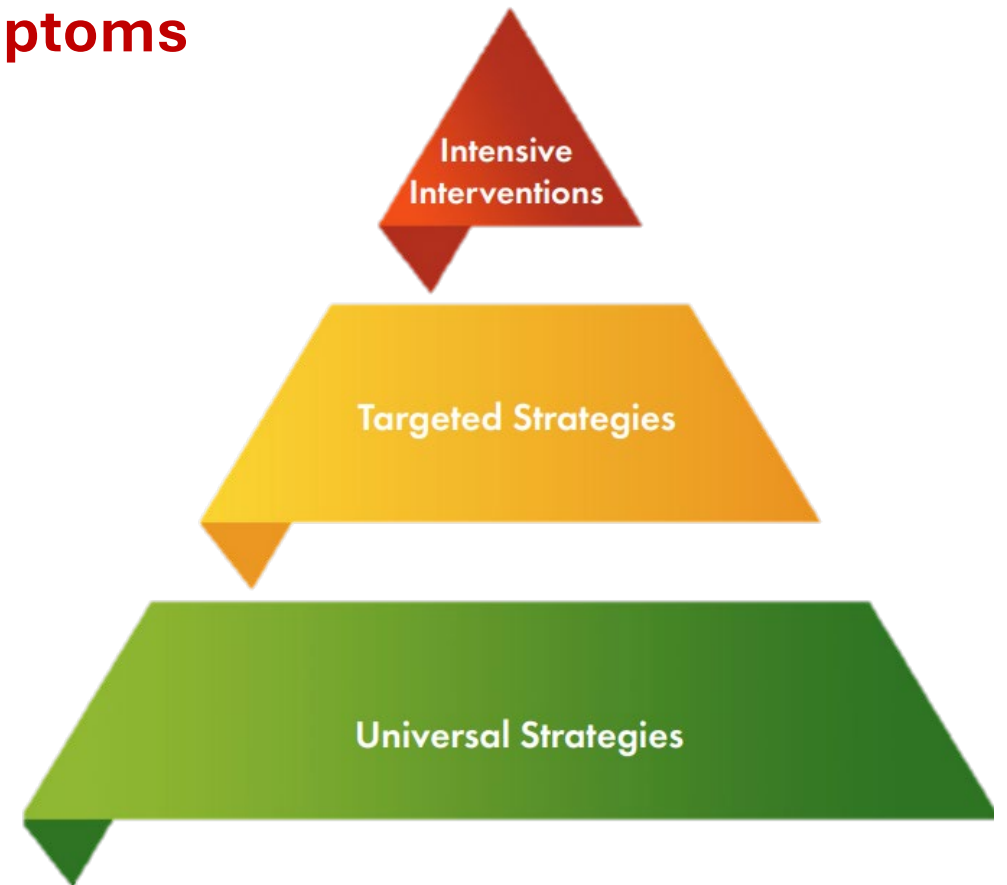 ptoms
Intensive
Interventions
Targeted Strategies
Universal Strategies